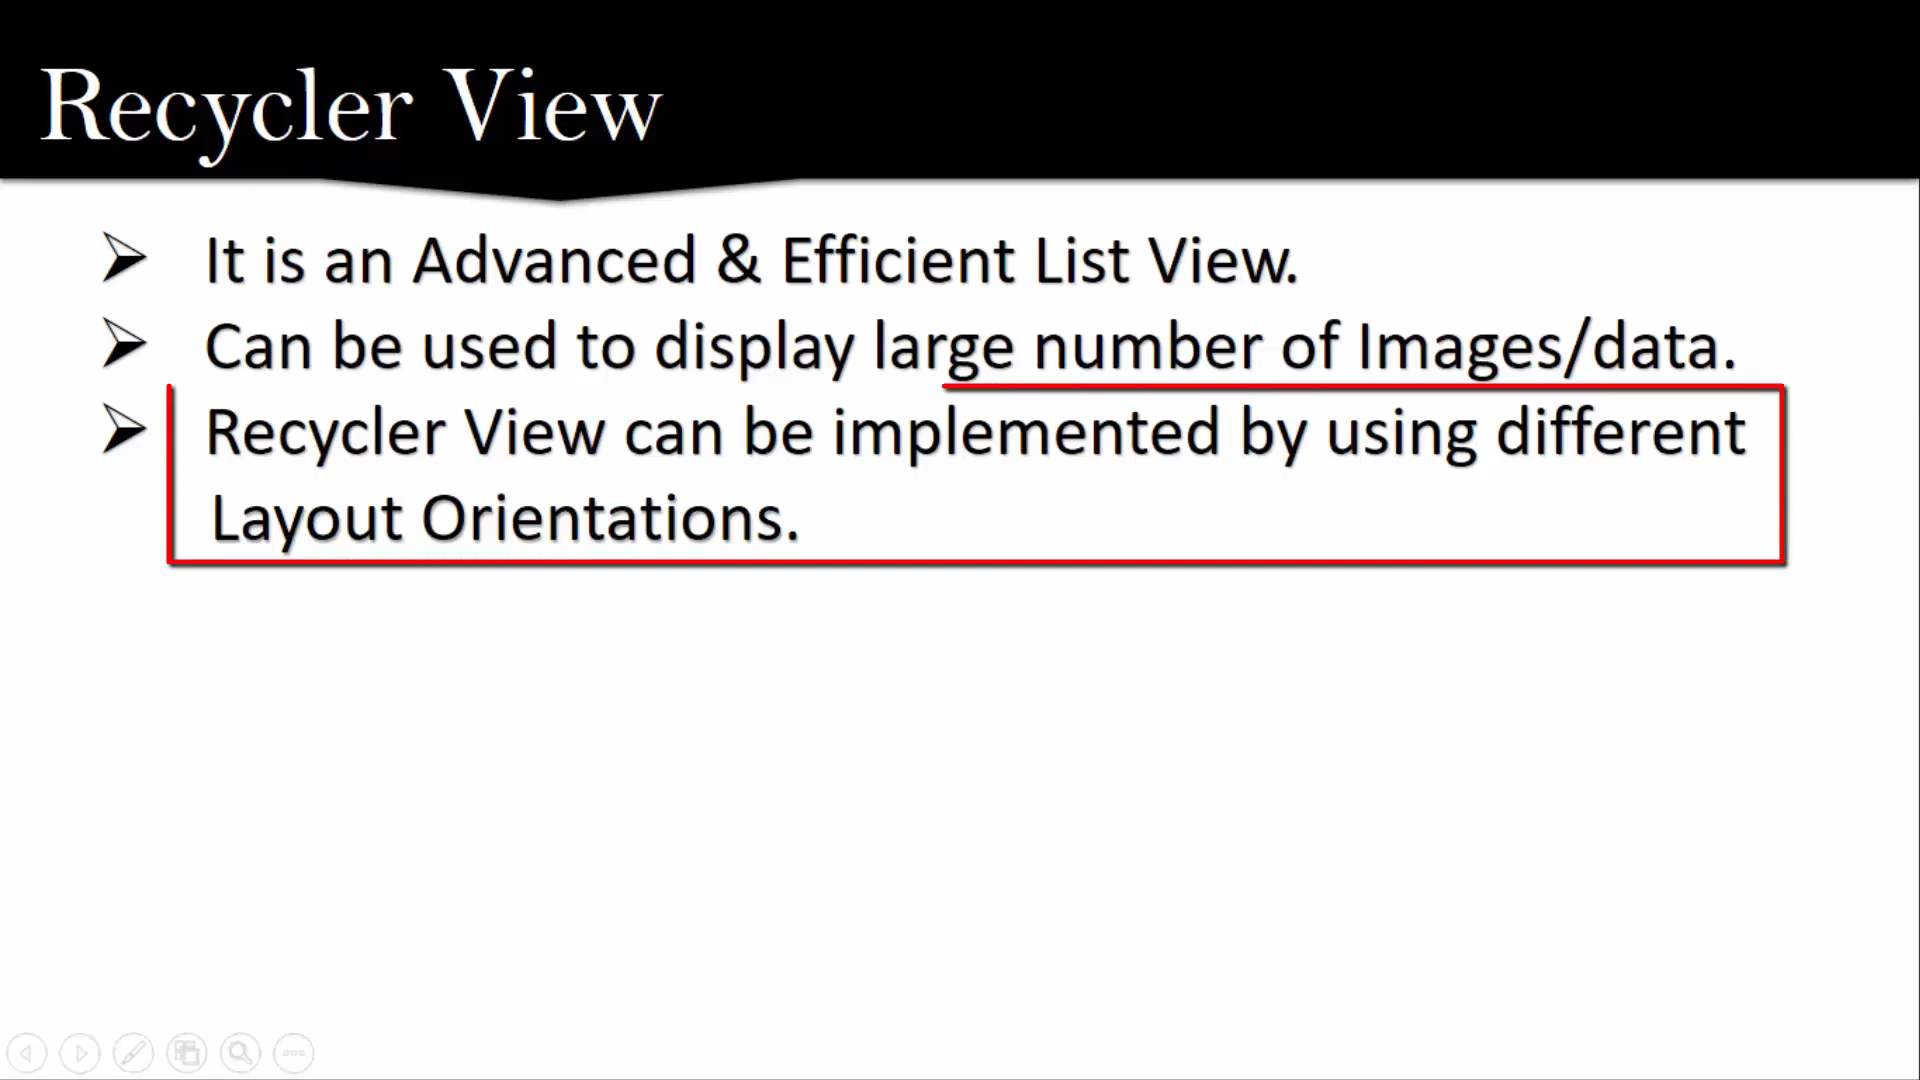 Recycler View
It is an Advanced & Efficient List View.
Can be used to display large number of Images/data.
Recycler View can be implemented by using different
Layout Orientations.